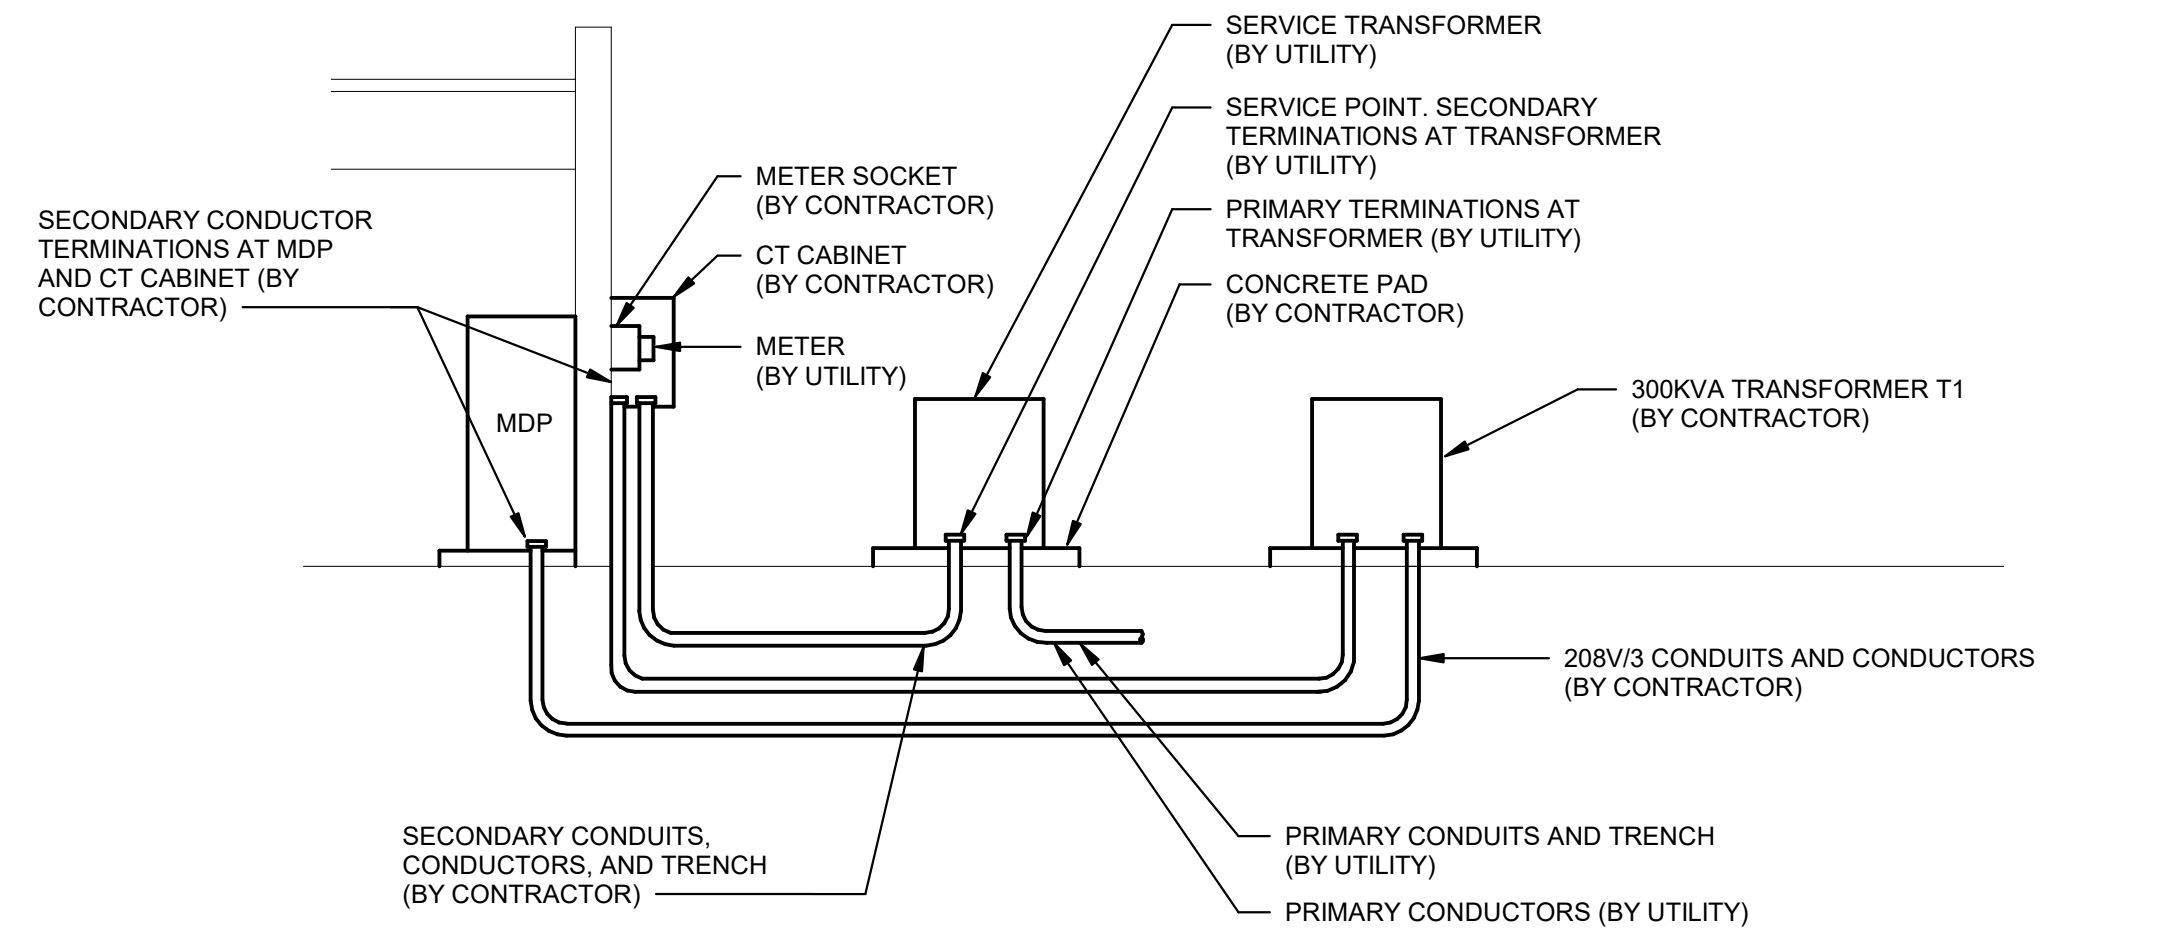 SERVICE TRANSFORMER
(BY UTILITY)
SERVICE POINT. SECONDARY
TERMINATIONS AT TRANSFORMER
(BY UTILITY)
METER SOCKET
(BY CONTRACTOR)
PRIMARY TERMINATIONS AT
TRANSFORMER (BY UTILITY)
SECONDARY CONDUCTOR
TERMINATIONS AT MDP
AND CT CABINET (BY
CONTRACTOR)
CT CABINET
(BY CONTRACTOR)
CONCRETE PAD
(BY CONTRACTOR)
METER
(BY UTILITY)
300KVA TRANSFORMER T1
(BY CONTRACTOR)
MDP
208V/3 CONDUITS AND CONDUCTORS
(BY CONTRACTOR)
SECONDARY CONDUITS,
CONDUCTORS, AND TRENCH
(BY CONTRACTOR)
PRIMARY CONDUITS AND TRENCH
(BY UTILITY)
PRIMARY CONDUCTORS (BY UTILITY)